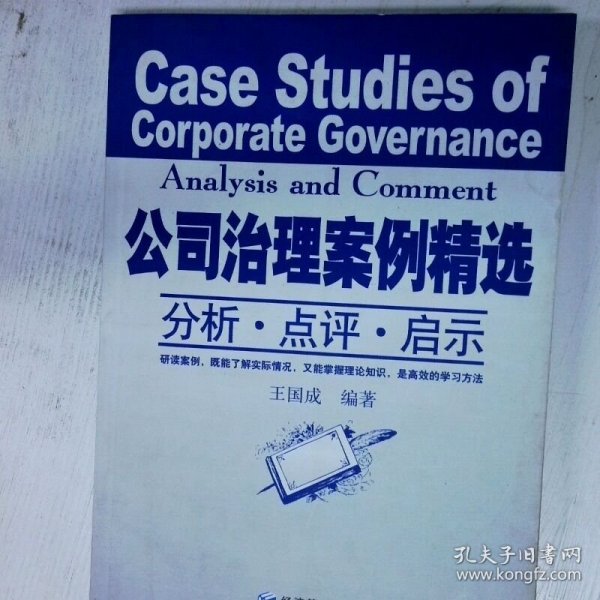 Case Studies of
Corporate Governance
Analysis and Comment
公司治理案例精选
分析·点评·启示
研读案例，既能了解实际情况，又能掌握理论知识，是高效的学习方法
王国成 编著
经济
孔夫子旧书网
www.kongfz.com